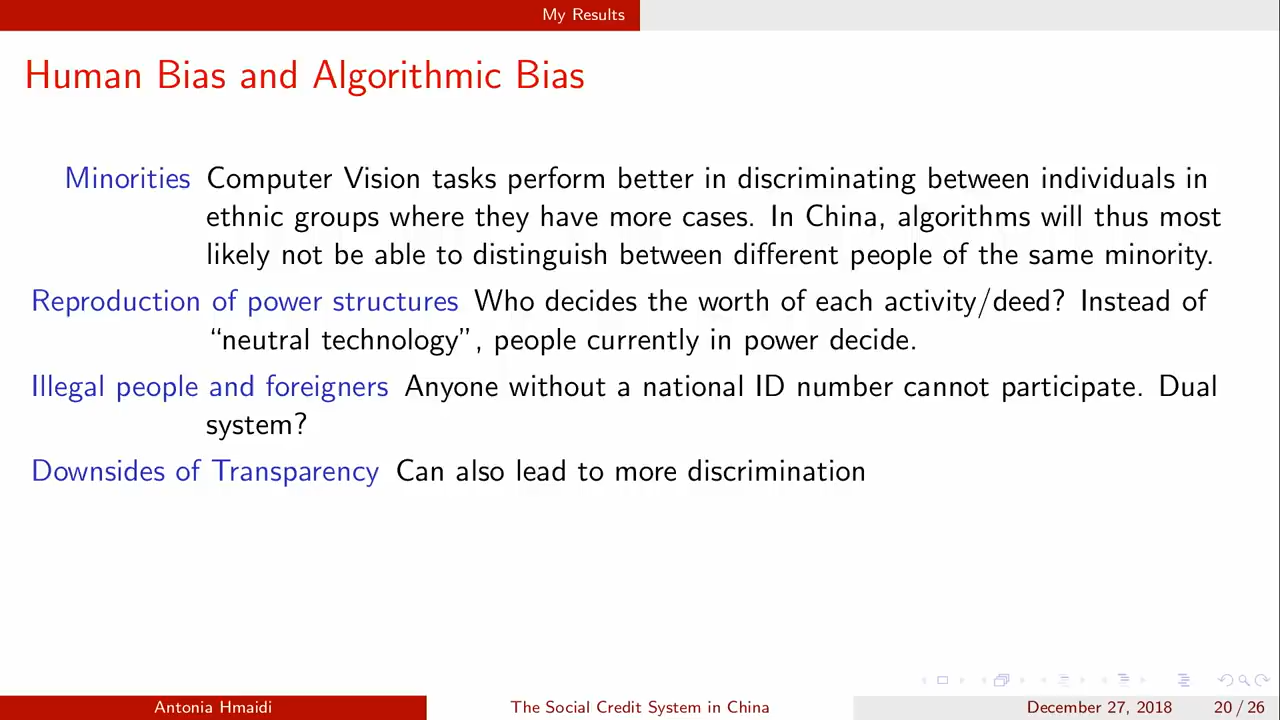 My Results
Human Bias and Algorithmic Bias
Minorities Computer Vision tasks perform better in discriminating between individuals in
ethnic groups where they have more cases. In China, algorithms will thus most
likely not be able to distinguish between different people of the same minority.
Reproduction of power structures Who decides the worth of each activity/deed? Instead of
“neutral technology”, people currently in power decide.
Illegal people and foreigners Anyone without a national ID number cannot participate. Dual
system?
Downsides of Transparency Can also lead to more discrimination
Antonia Hmaidi The Social Credit System in China December 27, 2018 20 / 26